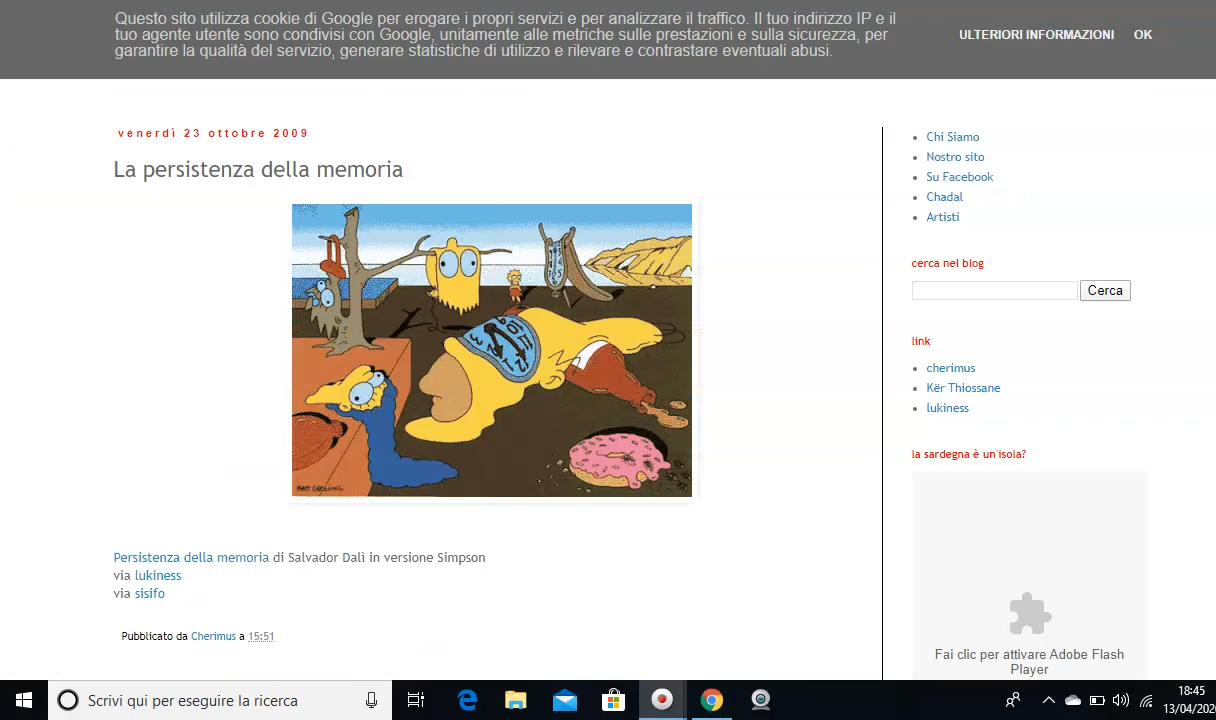 Questo sito utilizza cookie di Google per erogare i propri servizi e per analizzare il traffico. Il tuo indirizzo IP e il
tuo agente utente sono condivisi con Google, unitamente alle metriche sulle prestazioni e sulla sicurezza, per
garantire la qualità del servizio, generare statistiche di utilizzo e rilevare e contrastare eventuali abusi.
ULTERIORI INFORMAZIONI OK
venerdì 23 ottobre 2009
La persistenza della memoria
MATT GROENING
Persistenza della memoria di Salvador Dalì in versione Simpson
via lukiness
via sisifo
Pubblicato da Cherimus a 15:51
Chi Siamo
Nostro sito
Su Facebook
Chadal
Artisti
cerca nel blog
Cerca
link
cherimus
Kër Thiossane
lukiness
la sardegna è un'isola?
Fai clic per attivare Adobe Flash
Player
Scrivi qui per eseguire la ricerca
18:45
13/04/202